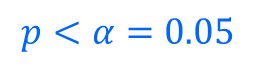 p < α = 0.05